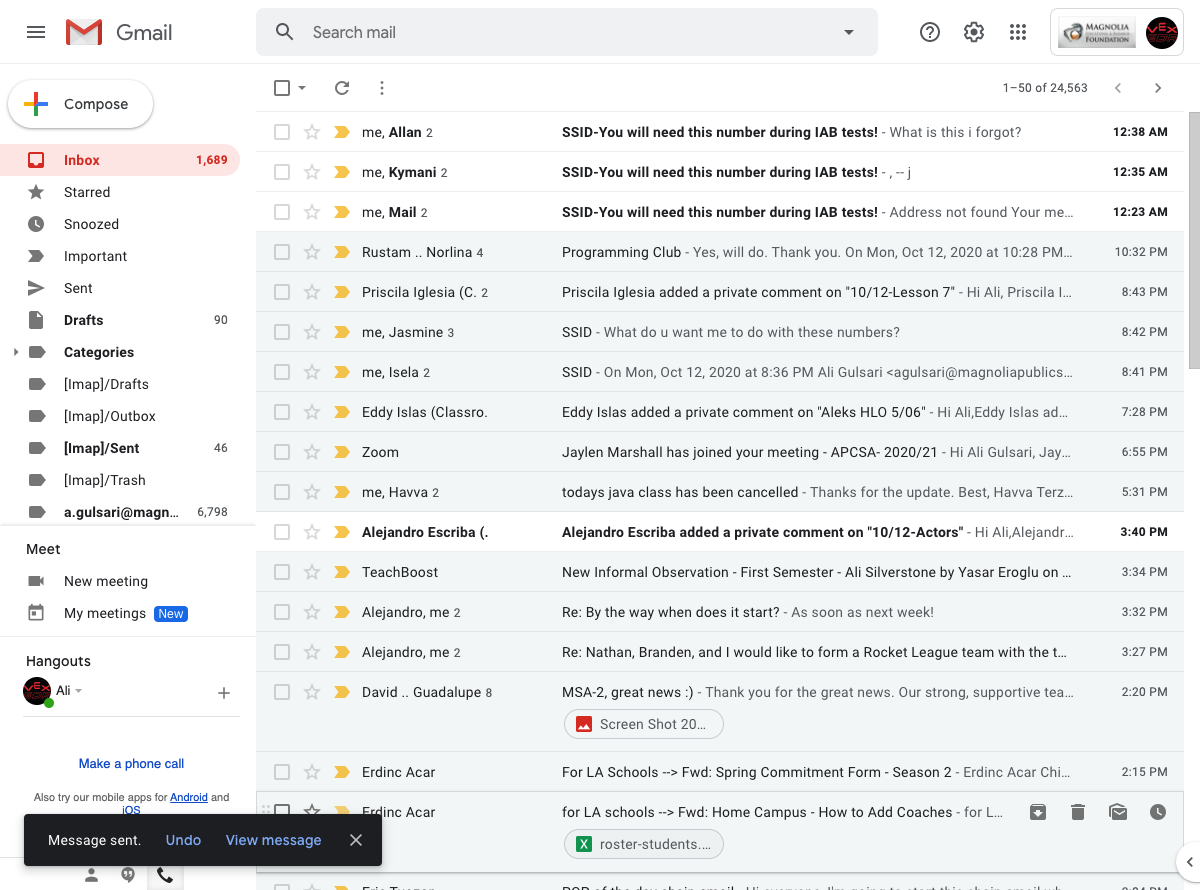 Gmail
Search mail
MAGNOLIA
FOUNDATION
Compose
1–50 of 24,563
Inbox 1,689
Starred
Snoozed
Important
Sent
Drafts 90
Categories
[Imap]/Drafts
[Imap]/Outbox
[Imap]/Sent 46
[Imap]/Trash
a.gulsari@magn... 6,798
Meet
New meeting
My meetings New
Hangouts
Ali
Make a phone call
Also try our mobile apps for Android and
iOS
Message sent. Undo View message
me, Allan 2 SSID-You will need this number during IAB tests! - What is this i forgot? 12:38 AM
me, Kymani 2 SSID-You will need this number during IAB tests! - , -- j 12:35 AM
me, Mail 2 SSID-You will need this number during IAB tests! - Address not found Your me... 12:23 AM
Rustam .. Norlina 4 Programming Club - Yes, will do. Thank you. On Mon, Oct 12, 2020 at 10:28 PM... 10:32 PM
Priscila Iglesia (C. 2 Priscila Iglesia added a private comment on "10/12-Lesson 7" - Hi Ali, Priscila I... 8:43 PM
me, Jasmine 3 SSID - What do u want me to do with these numbers? 8:42 PM
me, Isela 2 SSID - On Mon, Oct 12, 2020 at 8:36 PM Ali Gulsari <agulsari@magnoliapublics... 8:41 PM
Eddy Islas (Classro. Eddy Islas added a private comment on "Aleks HLO 5/06" - Hi Ali,Eddy Islas ad... 7:28 PM
Zoom Jaylen Marshall has joined your meeting - APCSA- 2020/21 - Hi Ali Gulsari, Jay... 6:55 PM
me, Havva 2 todays java class has been cancelled - Thanks for the update. Best, Havva Terz... 5:31 PM
Alejandro Escriba (. Alejandro Escriba added a private comment on "10/12-Actors" - Hi Ali,Alejandr... 3:40 PM
TeachBoost New Informal Observation - First Semester - Ali Silverstone by Yasar Eroglu on ... 3:34 PM
Alejandro, me 2 Re: By the way when does it start? - As soon as next week! 3:32 PM
Alejandro, me 2 Re: Nathan, Branden, and I would like to form a Rocket League team with the t... 3:27 PM
David .. Guadalupe 8 MSA-2, great news :) - Thank you for the great news. Our strong, supportive tea... 2:20 PM
Screen Shot 20...
Erdinc Acar For LA Schools --> Fwd: Spring Commitment Form - Season 2 - Erdinc Acar Chi... 2:15 PM
Erdinc Acar for LA schools --> Fwd: Home Campus - How to Add Coaches - for L...
X roster-students....